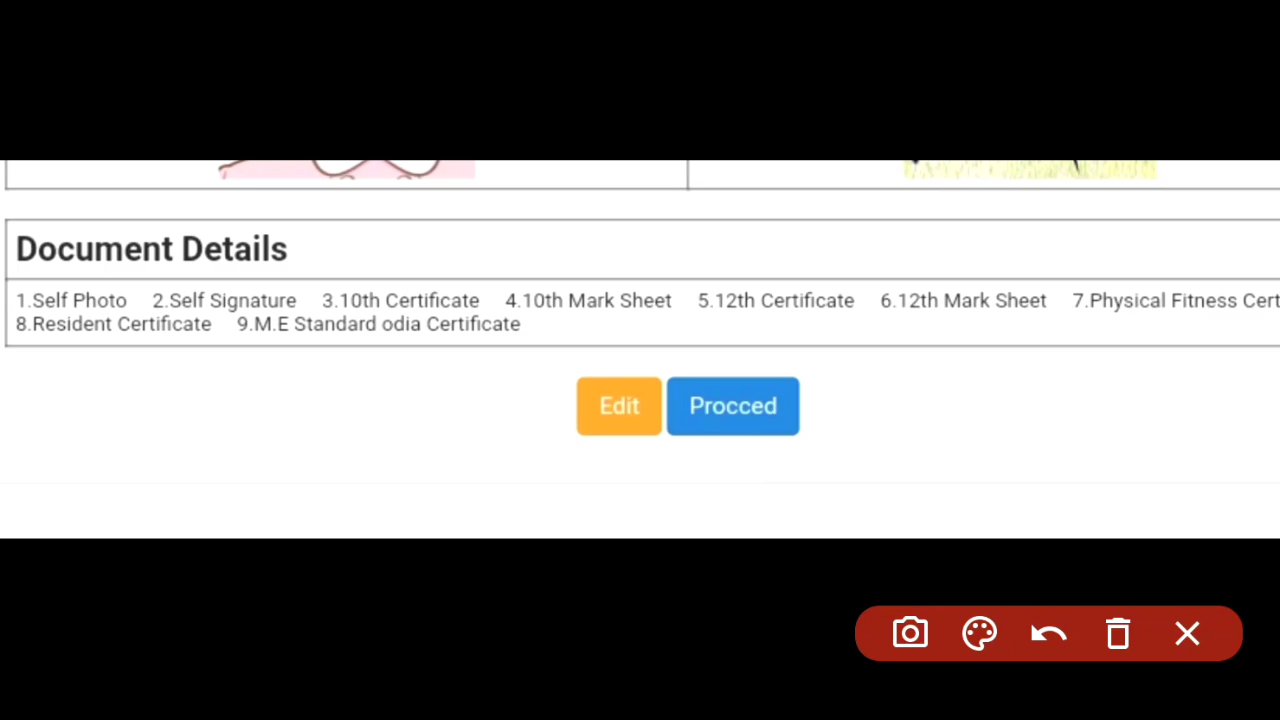 Document Details
1.Self Photo 2.Self Signature 3.10th Certificate 4.10th Mark Sheet 5.12th Certificate 6.12th Mark Sheet 7.Physical Fitness Cert
8.Resident Certificate 9.M.E Standard odia Certificate
Edit Procced